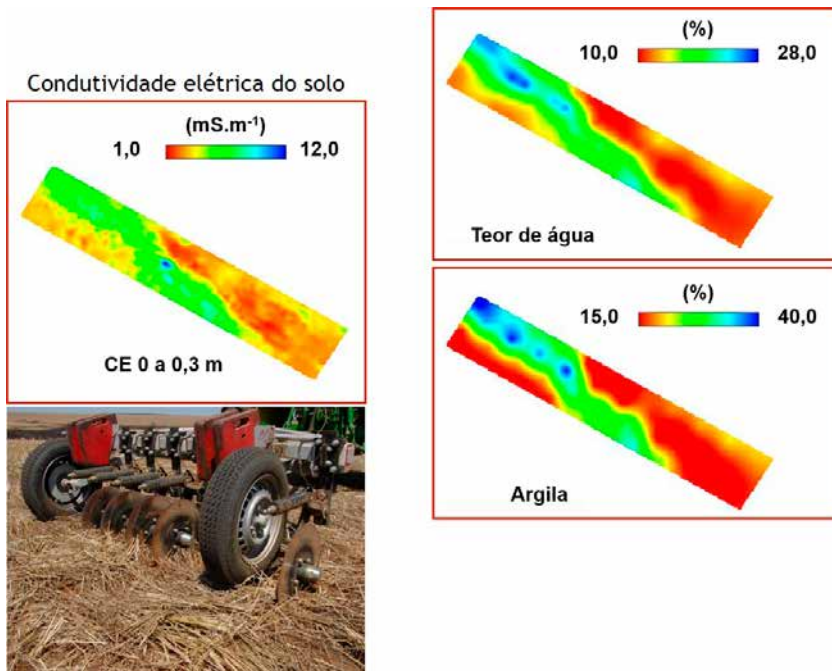 Condutividade elétrica do solo
(mS.m⁻¹)
1,0 12,0
CE 0 a 0,3 m
(%)
10,0 28,0
Teor de água
(%)
15,0 40,0
Argila